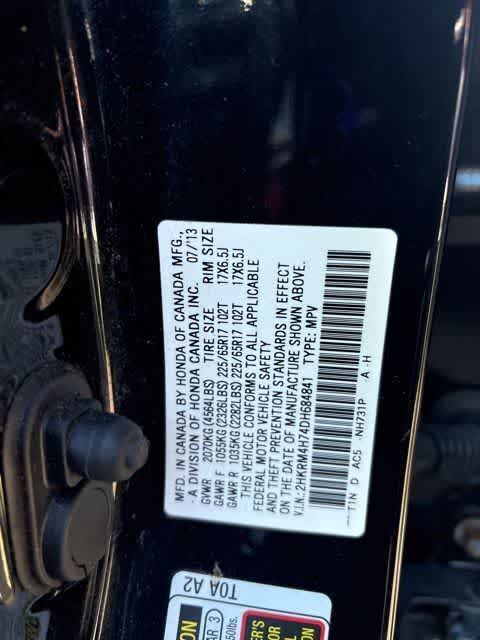 MFD. IN CANADA BY HONDA OF CANADA MFG.,
A DIVISION OF HONDA CANADA INC. 07/'13
GVWR 2070KG(4564LBS) TIRE SIZE RIM SIZE
GAWR F 1055KG(2326LBS) 225/65R17 102T 17X6.5J
GAWR R 1035KG(2282LBS) 225/65R17 102T 17X6.5J
THIS VEHICLE CONFORMS TO ALL APPLICABLE
FEDERAL MOTOR VEHICLE SAFETY
AND THEFT PREVENTION STANDARDS IN EFFECT
ON THE DATE OF MANUFACTURE SHOWN ABOVE.
V.I.N.: 2HKRM4H74DH684841 TYPE: MPV
TIN D AC5 NH731P A -H
TOA A2